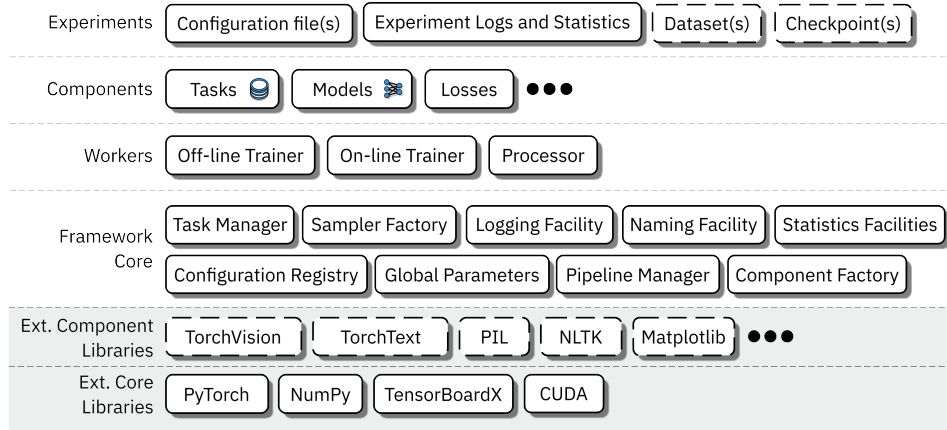 Experiments Configuration file(s) Experiment Logs and Statistics Dataset(s) Checkpoint(s)
Components Tasks Models Losses
Workers Off-line Trainer On-line Trainer Processor
Framework Core
Task Manager Sampler Factory Logging Facility Naming Facility Statistics Facilities
Configuration Registry Global Parameters Pipeline Manager Component Factory
Ext. Component
Libraries
TorchVision TorchText PIL NLTK Matplotlib
Ext. Core
Libraries
PyTorch NumPy TensorBoardX CUDA